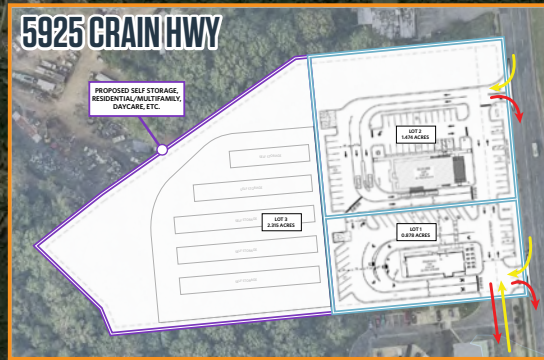 5925 CRAIN HWY
PROPOSED SELF STORAGE,
RESIDENTIAL/MULTIFAMILY,
DAYCARE, ETC.
LOT 2
1.474 ACRES
LOT 3
2.315 ACRES
LOT 1
0.878 ACRES